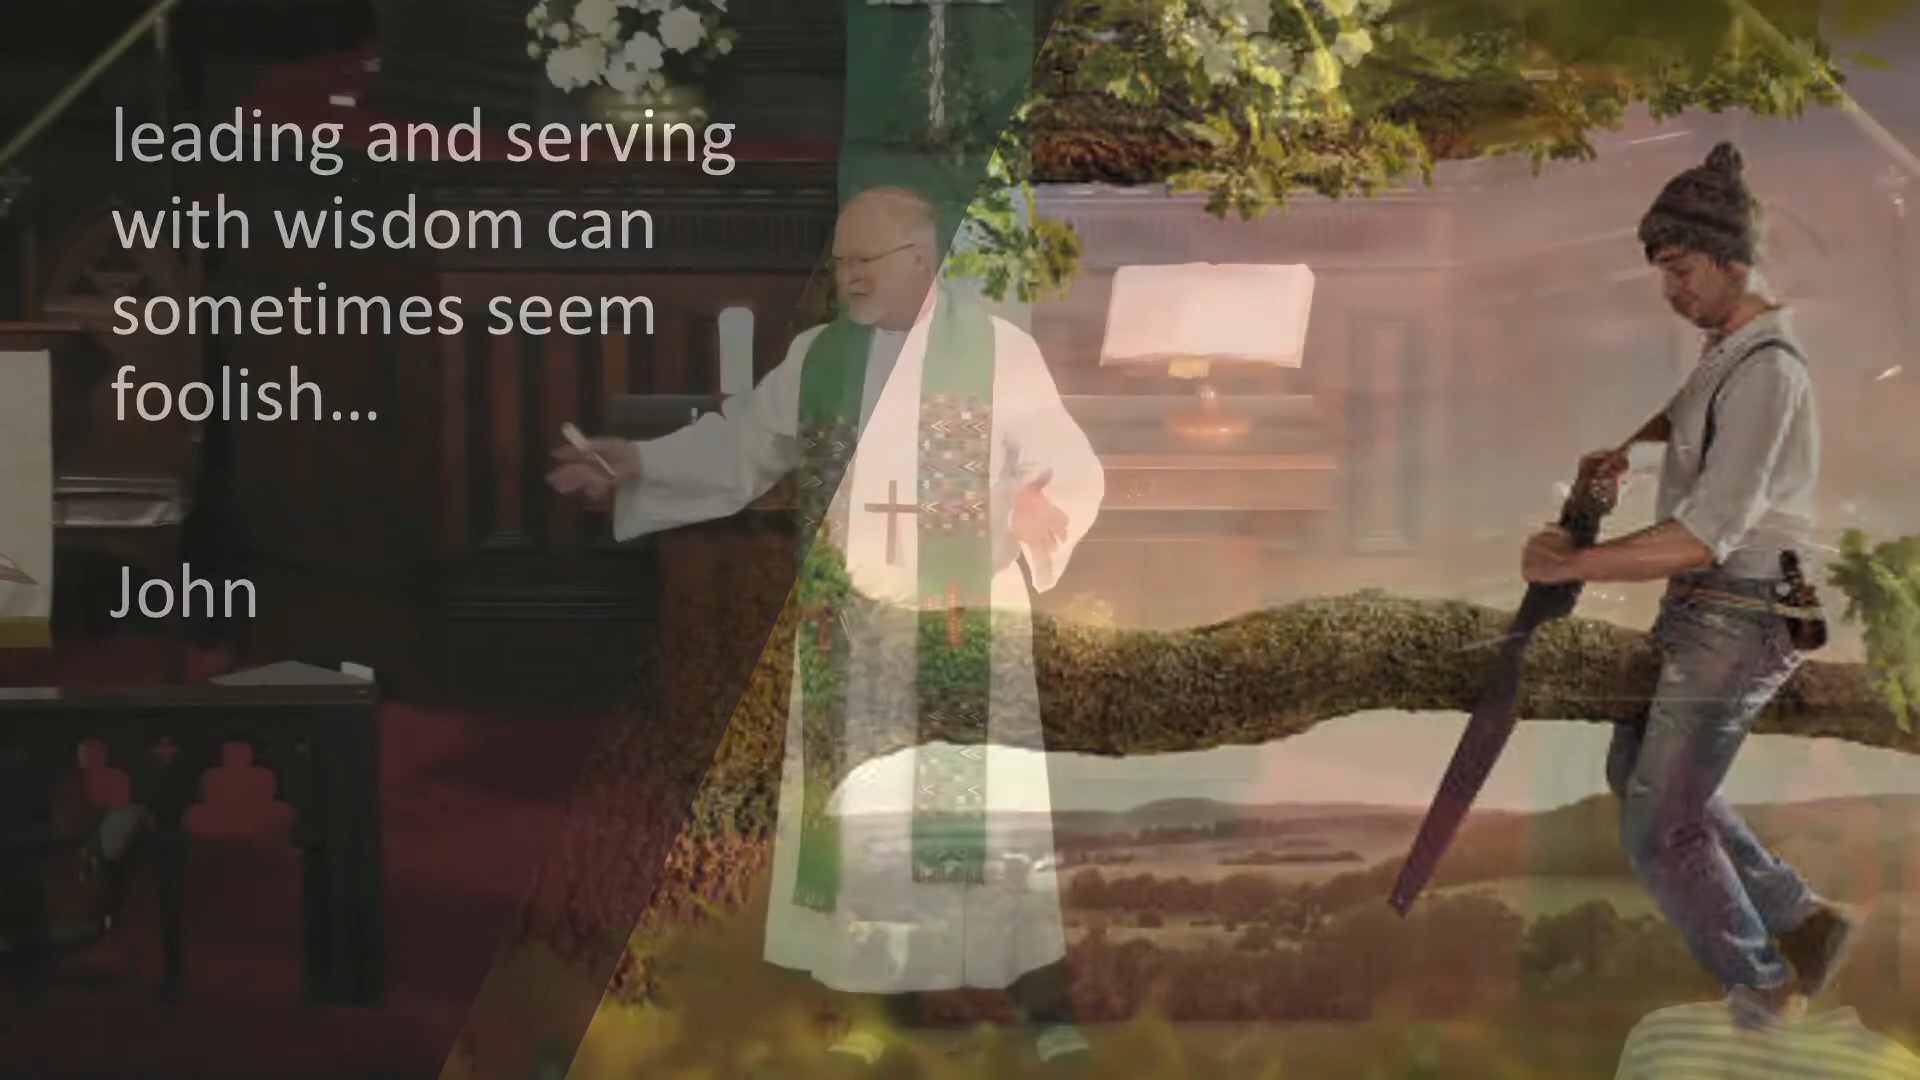 leading and serving
with wisdom can
sometimes seem
foolish...
John